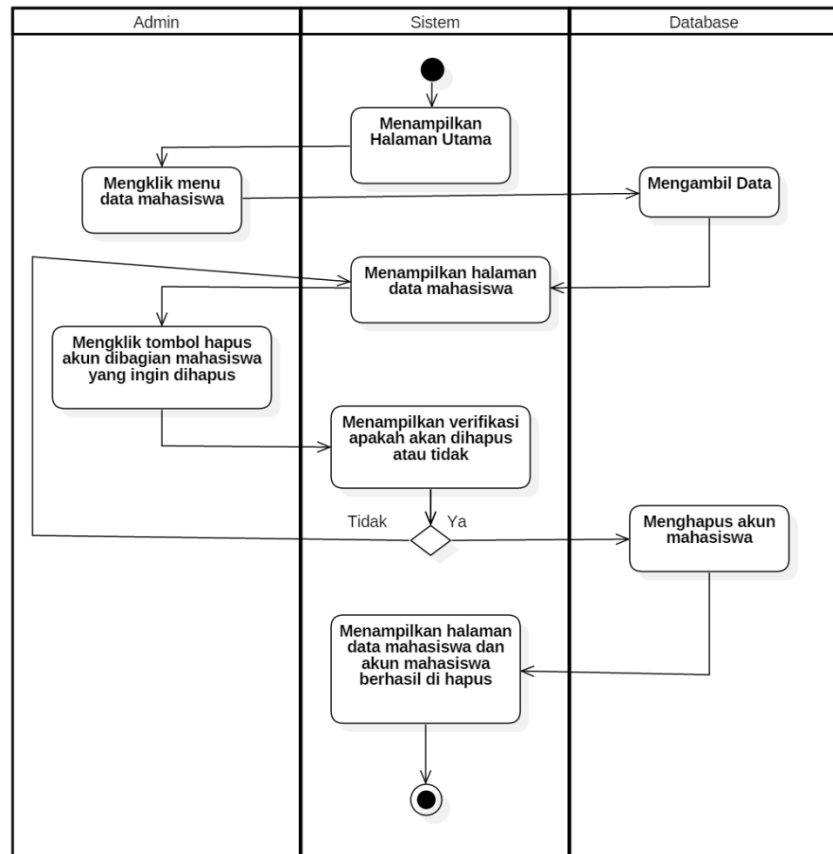 Admin
Sistem
Database
Menampilkan
Halaman Utama
Mengklik menu
data mahasiswa
Mengambil Data
Menampilkan halaman
data mahasiswa
Mengklik tombol hapus
akun dibagian mahasiswa
yang ingin dihapus
Menampilkan verifikasi
apakah akan dihapus
atau tidak
Tidak
Ya
Menghapus akun
mahasiswa
Menampilkan halaman
data mahasiswa dan
akun mahasiswa
berhasil di hapus